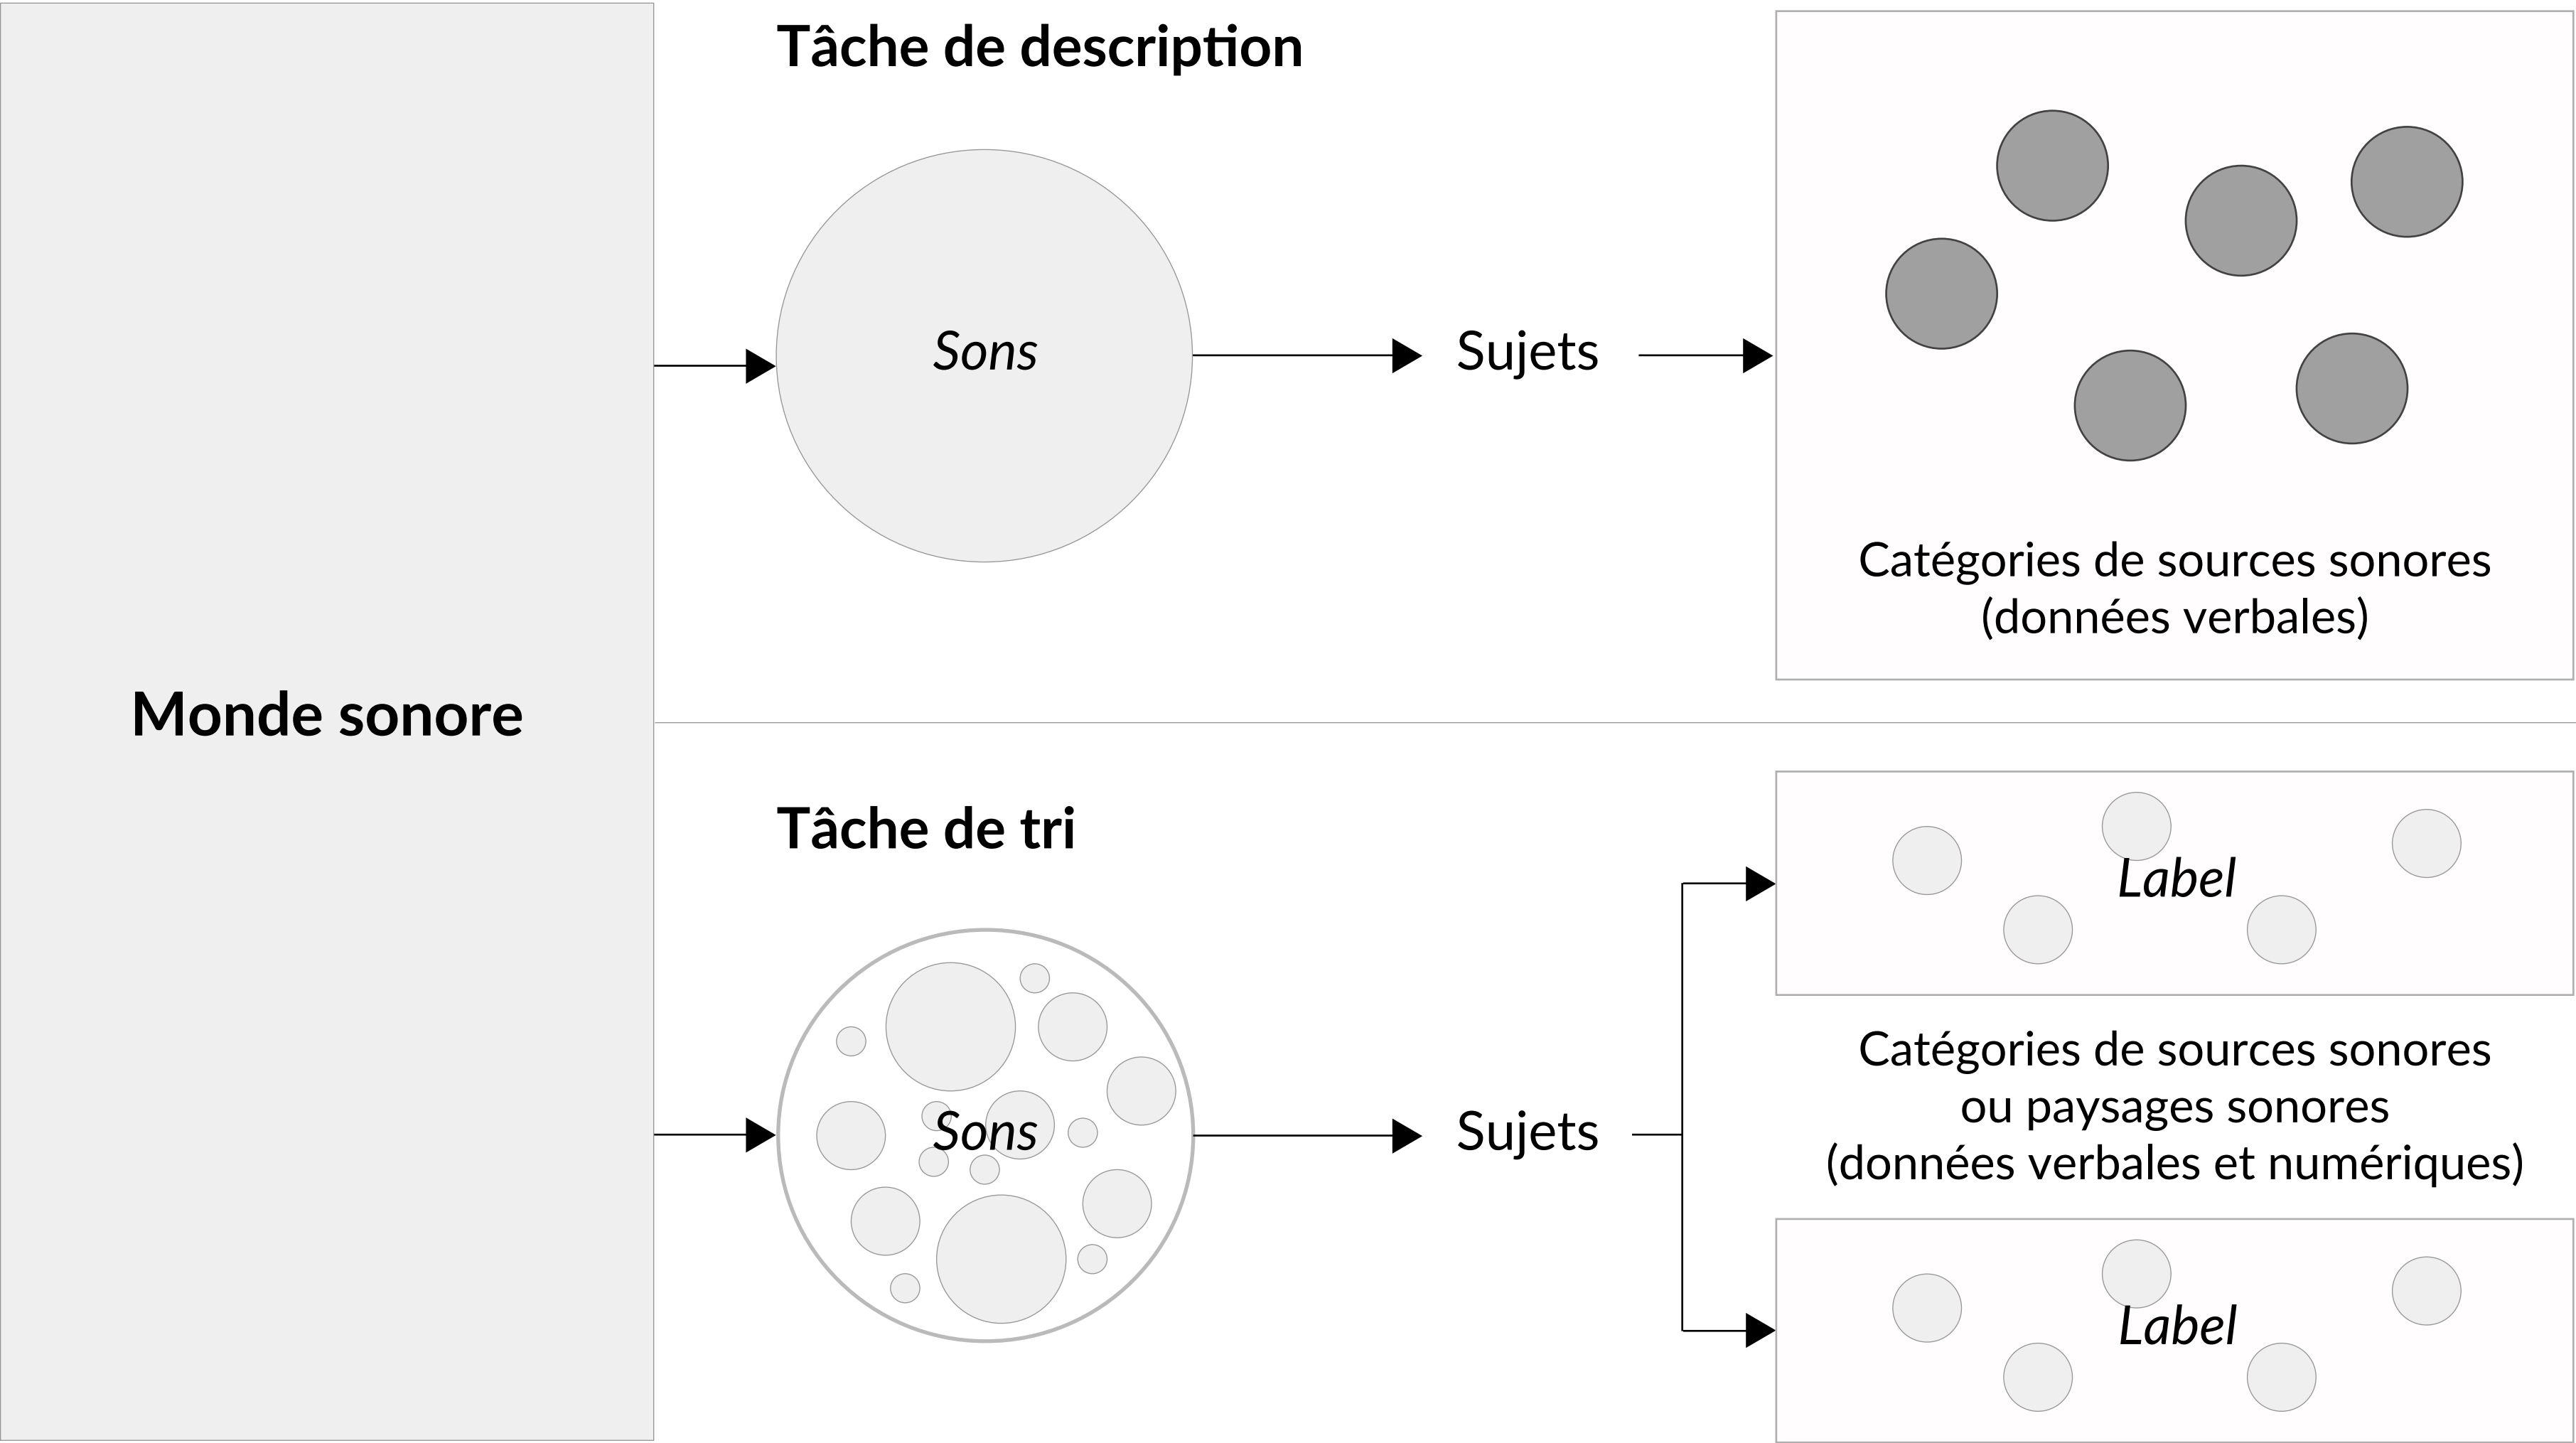 Monde sonore
Tâche de description
Sons
Sujets
Catégories de sources sonores
(données verbales)
Tâche de tri
Sons
Sujets
Label
Catégories de sources sonores
ou paysages sonores
(données verbales et numériques)
Label